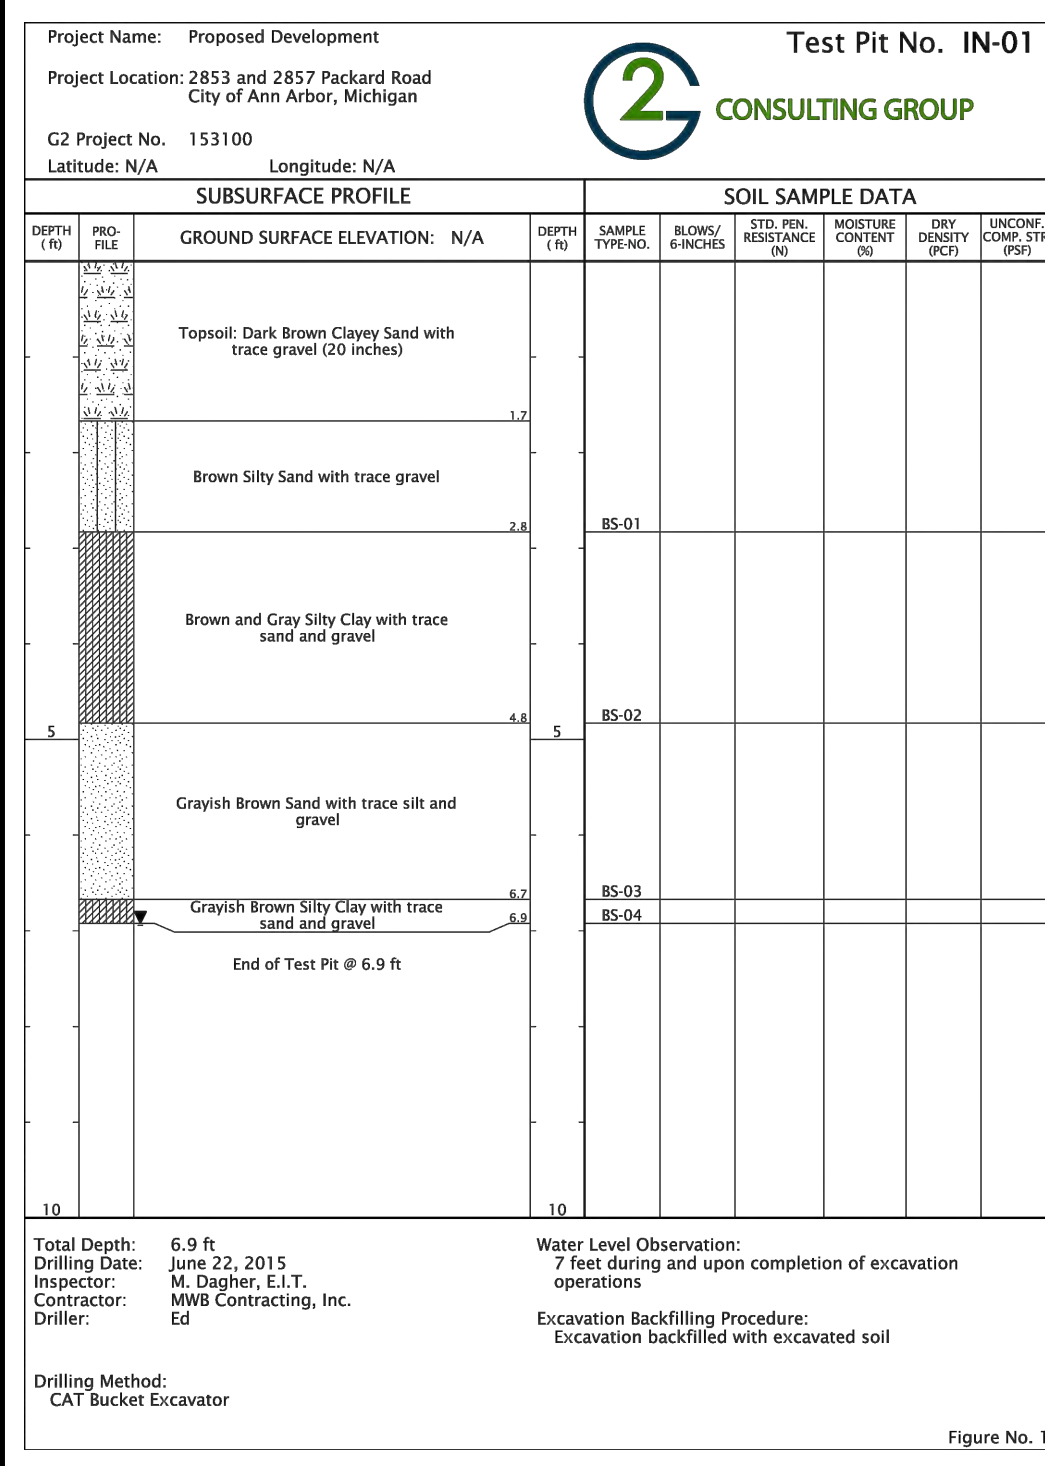 Project Name: Proposed Development
Test Pit No. IN-01
Project Location: 2853 and 2857 Packard Road
City of Ann Arbor, Michigan
G2 CONSULTING GROUP
G2 Project No. 153100
Latitude: N/A Longitude: N/A
SUBSURFACE PROFILE SOIL SAMPLE DATA
DEPTH
( ft)
PRO-
FILE
GROUND SURFACE ELEVATION: N/A
DEPTH
( ft)
SAMPLE
TYPE-NO.
BLOWS/
6-INCHES
STD. PEN.
RESISTANCE
(N)
MOISTURE
CONTENT
(%)
DRY
DENSITY
(PCF)
UNCONF.
COMP. STR
(PSF)
Topsoil: Dark Brown Clayey Sand with
trace gravel (20 inches)
1.7
Brown Silty Sand with trace gravel
2.8 BS-01
Brown and Gray Silty Clay with trace
sand and gravel
4.8 BS-02
5 5
Grayish Brown Sand with trace silt and
gravel
6.7 BS-03
Grayish Brown Silty Clay with trace
sand and gravel
6.9 BS-04
End of Test Pit @ 6.9 ft
10 10
Total Depth: 6.9 ft
Drilling Date: June 22, 2015
Inspector: M. Dagher, E.I.T.
Contractor: MWB Contracting, Inc.
Driller: Ed
Water Level Observation:
7 feet during and upon completion of excavation
operations
Excavation Backfilling Procedure:
Excavation backfilled with excavated soil
Drilling Method:
CAT Bucket Excavator
Figure No. 1